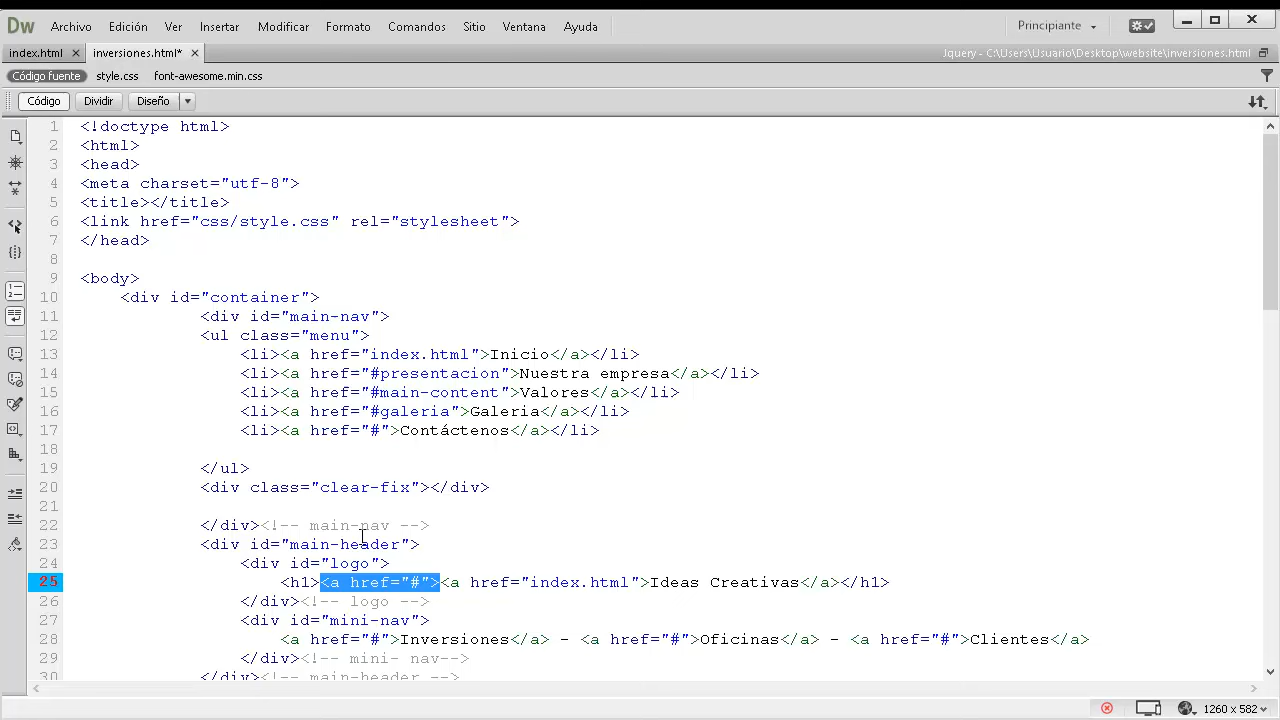 Dw Archivo Edición Ver Insertar Modificar Formato Comandos Sitio Ventana Ayuda Principiante
index.html inversiones.html* Jquery - C:\Users\Usuario\Desktop\website\inversiones.html
Código fuente style.css font-awesome.min.css
Código Dividir Diseño
1 <!doctype html>
2 <html>
3 <head>
4 <meta charset="utf-8">
5 <title></title>
6 <link href="css/style.css" rel="stylesheet">
7 </head>
8
9 <body>
10 <div id="container">
11 <div id="main-nav">
12 <ul class="menu">
13 <li><a href="index.html">Inicio</a></li>
14 <li><a href="#presentacion">Nuestra empresa</a></li>
15 <li><a href="#main-content">Valores</a></li>
16 <li><a href="#galeria">Galeria</a></li>
17 <li><a href="#">Contáctenos</a></li>
18
19 </ul>
20 <div class="clear-fix"></div>
21
22 </div><!-- main-nav -->
23 <div id="main-header">
24 <div id="logo">
25 <h1><a href="#"><a href="index.html">Ideas Creativas</a></h1>
26 </div><!-- logo -->
27 <div id="mini-nav">
28 <a href="#">Inversiones</a> - <a href="#">Oficinas</a> - <a href="#">Clientes</a>
29 </div><!-- mini- nav-->
30 </div><!-- main-header -->
1260 x 582